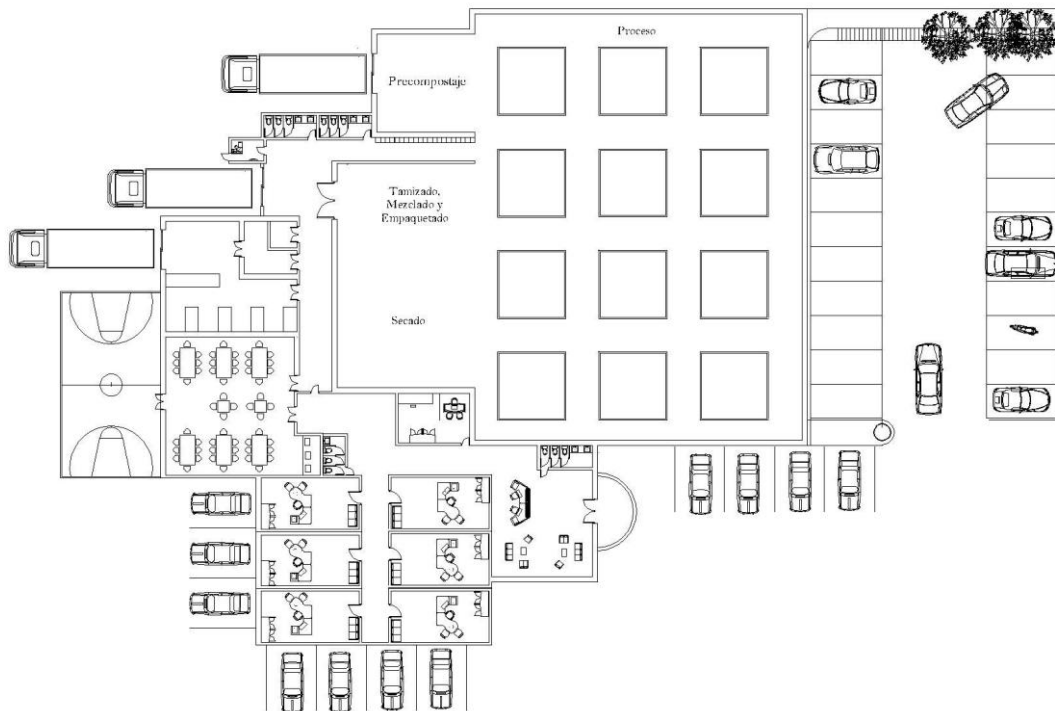 Proceso
Precompostaje
Tamizado,
Mezclado y
Empaquetado
Secado